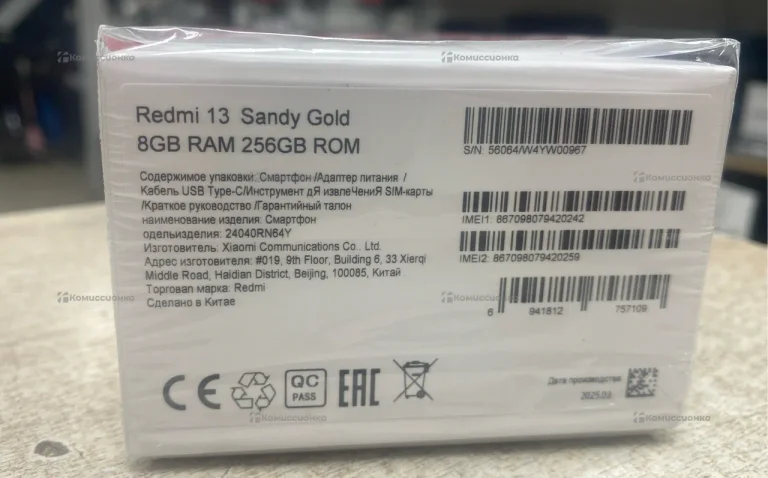 Redmi 13 Sandy Gold
8GB RAM 256GB ROM
Содержимое упаковки: Смартфон /Адаптер питания /
Кабель USB Type-C/Инструмент дЯ извлеЧениЯ SIM-карты
/Краткое руководство /Гарантийный талон
наименование изделия: Смартфон
одельизделия: 24040RN64Y
Изготовитель: Xiaomi Communications Co.. Ltd.
Адрес изготовителя: #019, 9th Floor, Building 6, 33 Xierqi
Middle Road, Haidian District, Beijing, 100085, Китай
Торговая марка: Redmi
Сделано в Китае
S/N: 56064/W4YW00967
IMEI1: 867098079420242
IMEI2: 867098079420259
6 941812 757109
CE
QC
PASS
EAC
Дата производства
2025.03
Комиссионка
Комиссионка
Комиссионка
Комиссионка
Комиссионка
Комиссионка
Комиссионка